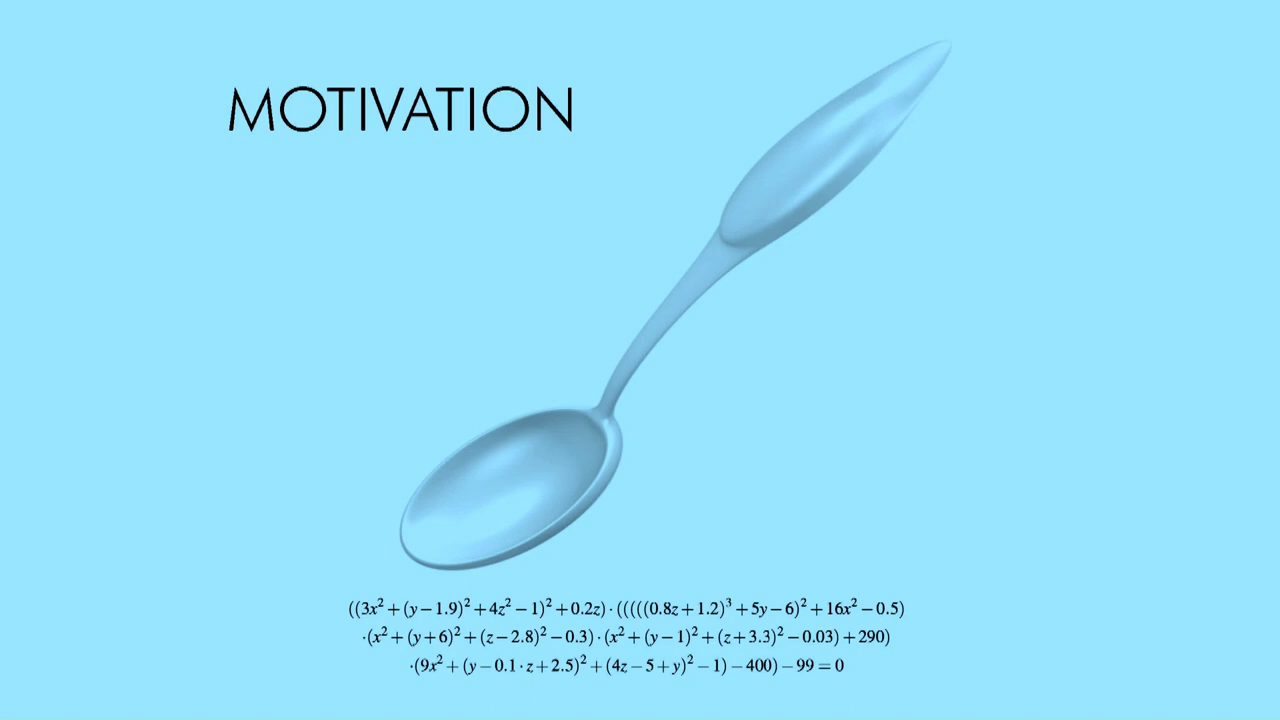 MOTIVATION
((3x² + (y − 1.9)² + 4z² − 1)² + 0.2z) · (((((0.8z + 1.2)³ + 5y − 6)² + 16x² − 0.5)
·(x² + (y + 6)² + (z − 2.8)² − 0.3) · (x² + (y − 1)² + (z + 3.3)² − 0.03) + 290)
·(9x² + (y − 0.1 · z + 2.5)² + (4z − 5 + y)² − 1) − 400) − 99 = 0